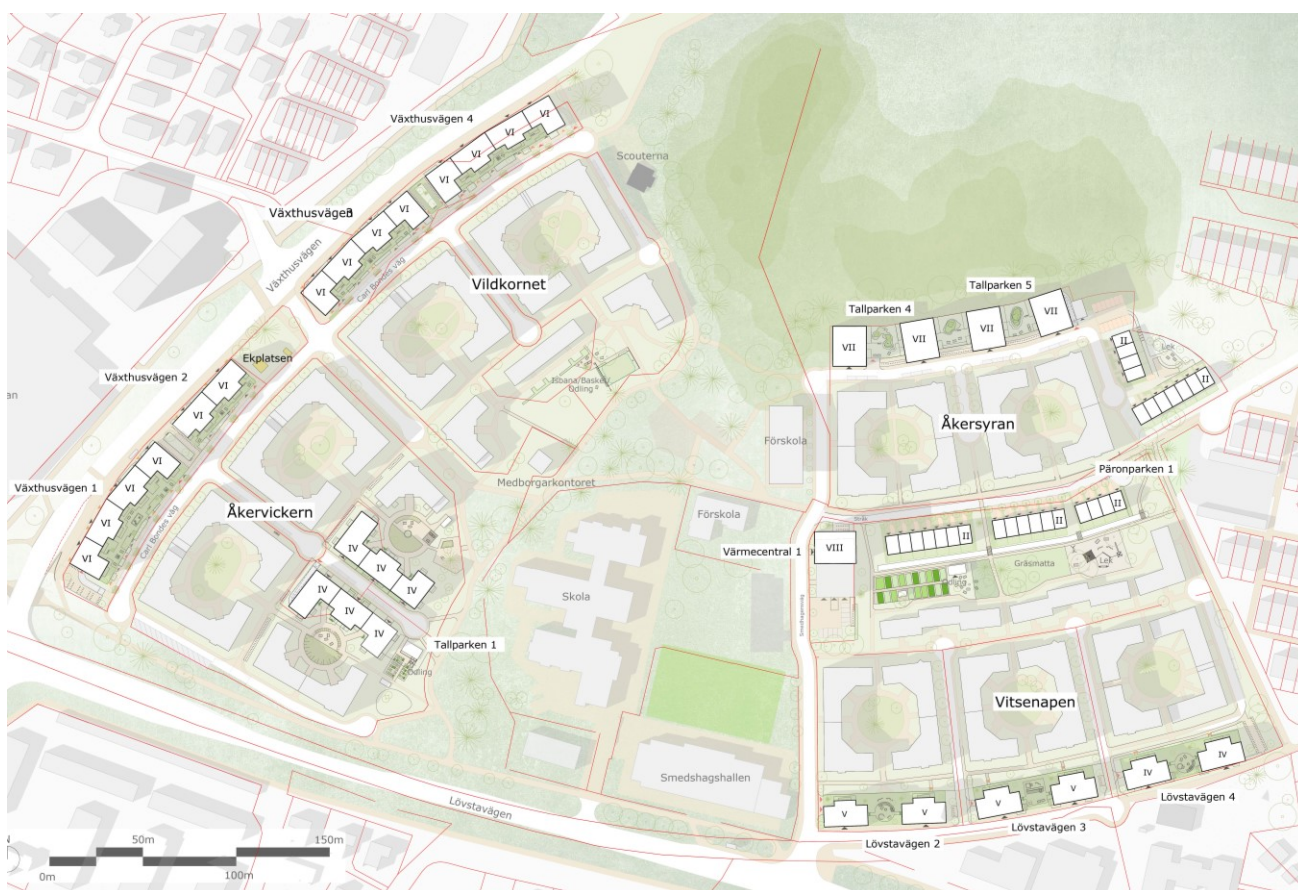 Växthusvägen 4
VI
VI
VI
VI
Scouterna
Växthusvägen 3
VI
VI
VI
VI
Växthusvägen
Carl Bondes väg
Vildkornet
Tallparken 5
Tallparken 4
VII
VII
VII
VII
II
Lek
II
Ekplatsen
Växthusvägen 2
VI
VI
Isbana/Basket/
Odling
Åkersyran
Förskola
Växthusvägen 1
VI
VI
VI
VI
Carl Bondes väg
Åkervickern
Medborgarkontoret
Päronparken 1
Förskola
Stråk
II
II
II
IV
IV
IV
Värmecentral 1
VIII
Gräsmatta
Lek
Odling
IV
IV
IV
Skola
Smedshagsväg
Tallparken 1
Odling
Vitsenapen
Smedshagshallen
IV
IV
V
V
V
V
Lövstavägen 4
Lövstavägen 3
Lövstavägen 2
Lövstavägen
N
50m
150m
0m
100m